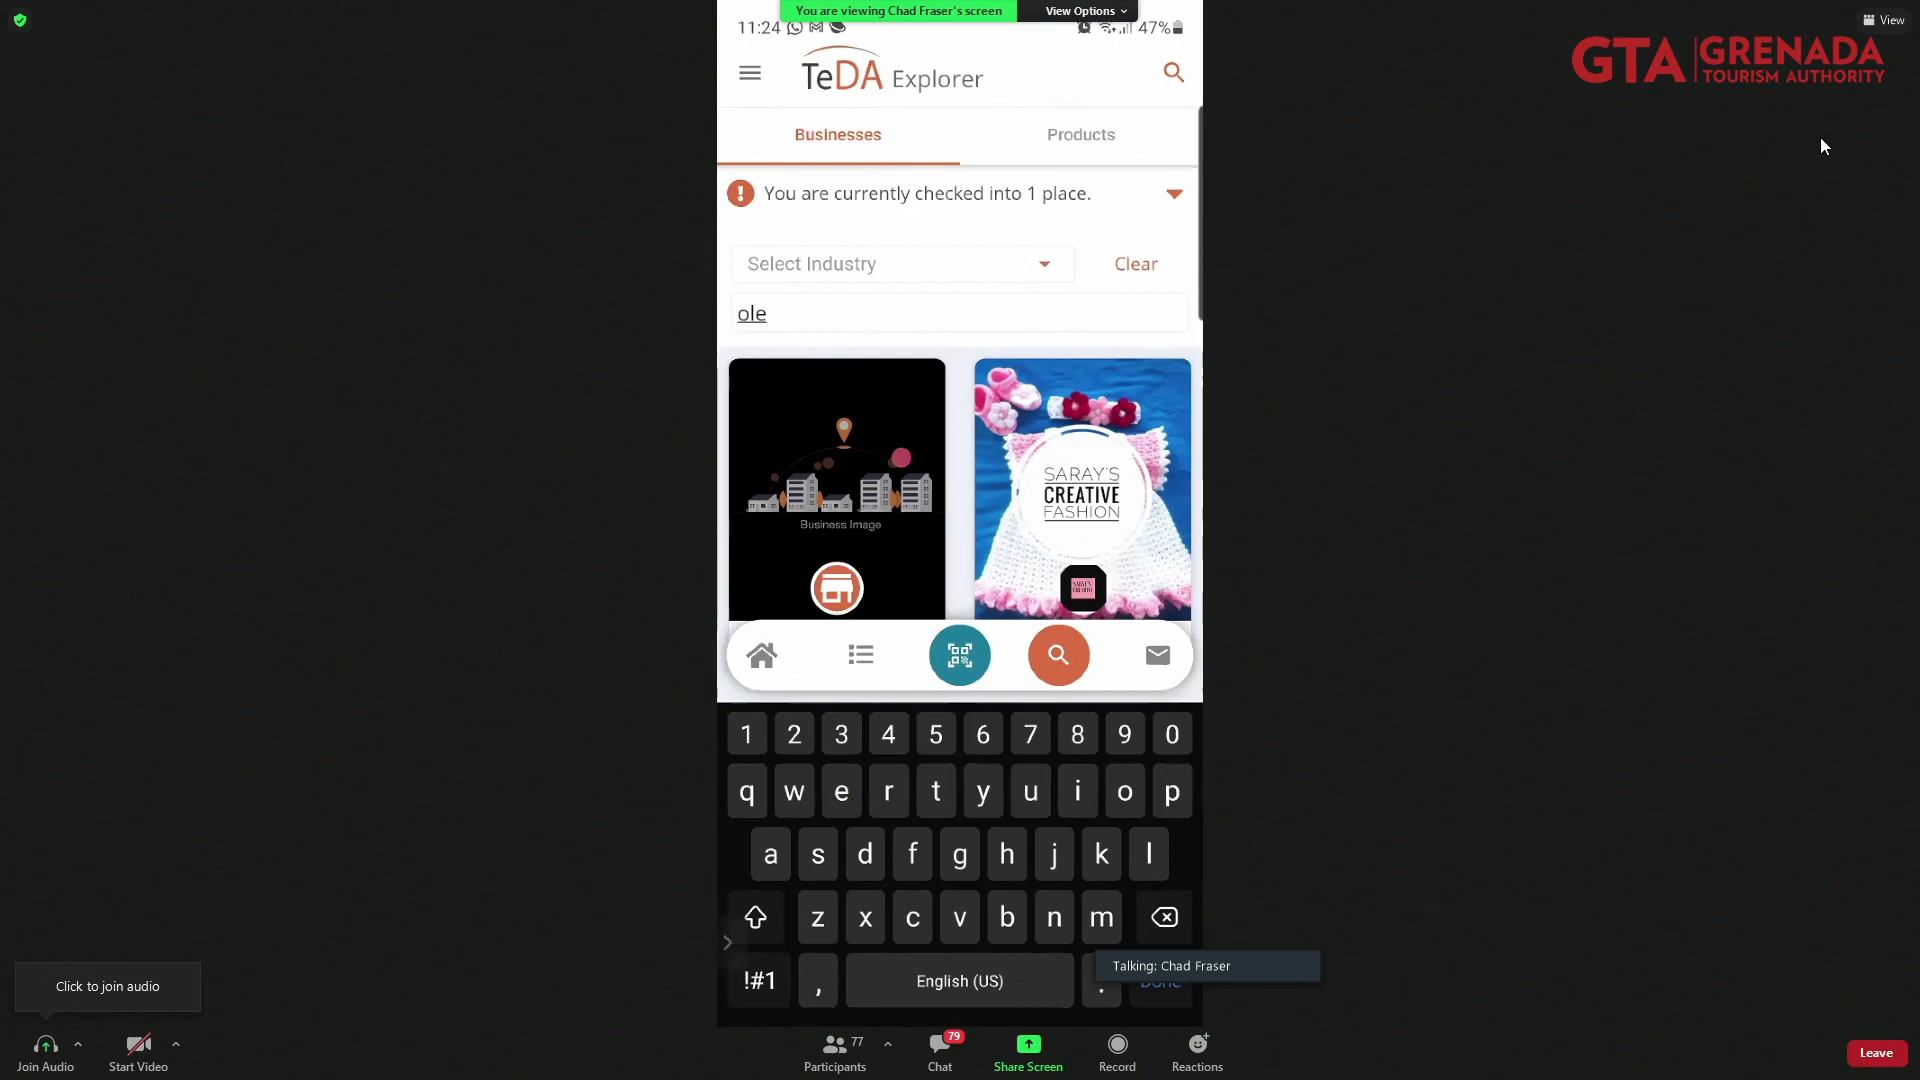 You are viewing Chad Fraser's screen
View Options
View
11:24
47%
GTA GRENADA
TOURISM AUTHORITY
TeDA Explorer
Businesses
Products
You are currently checked into 1 place.
Select Industry
Clear
ole
SARAY'S
CREATIVE
FASHION
Business Image
1 2 3 4 5 6 7 8 9 0
q w e r t y u i o p
a s d f g h j k l
z x c v b n m
Talking: Chad Fraser
!#1 , English (US) . Done
Click to join audio
Join Audio
Start Video
77
Participants
79
Chat
Share Screen
Record
Reactions
Leave